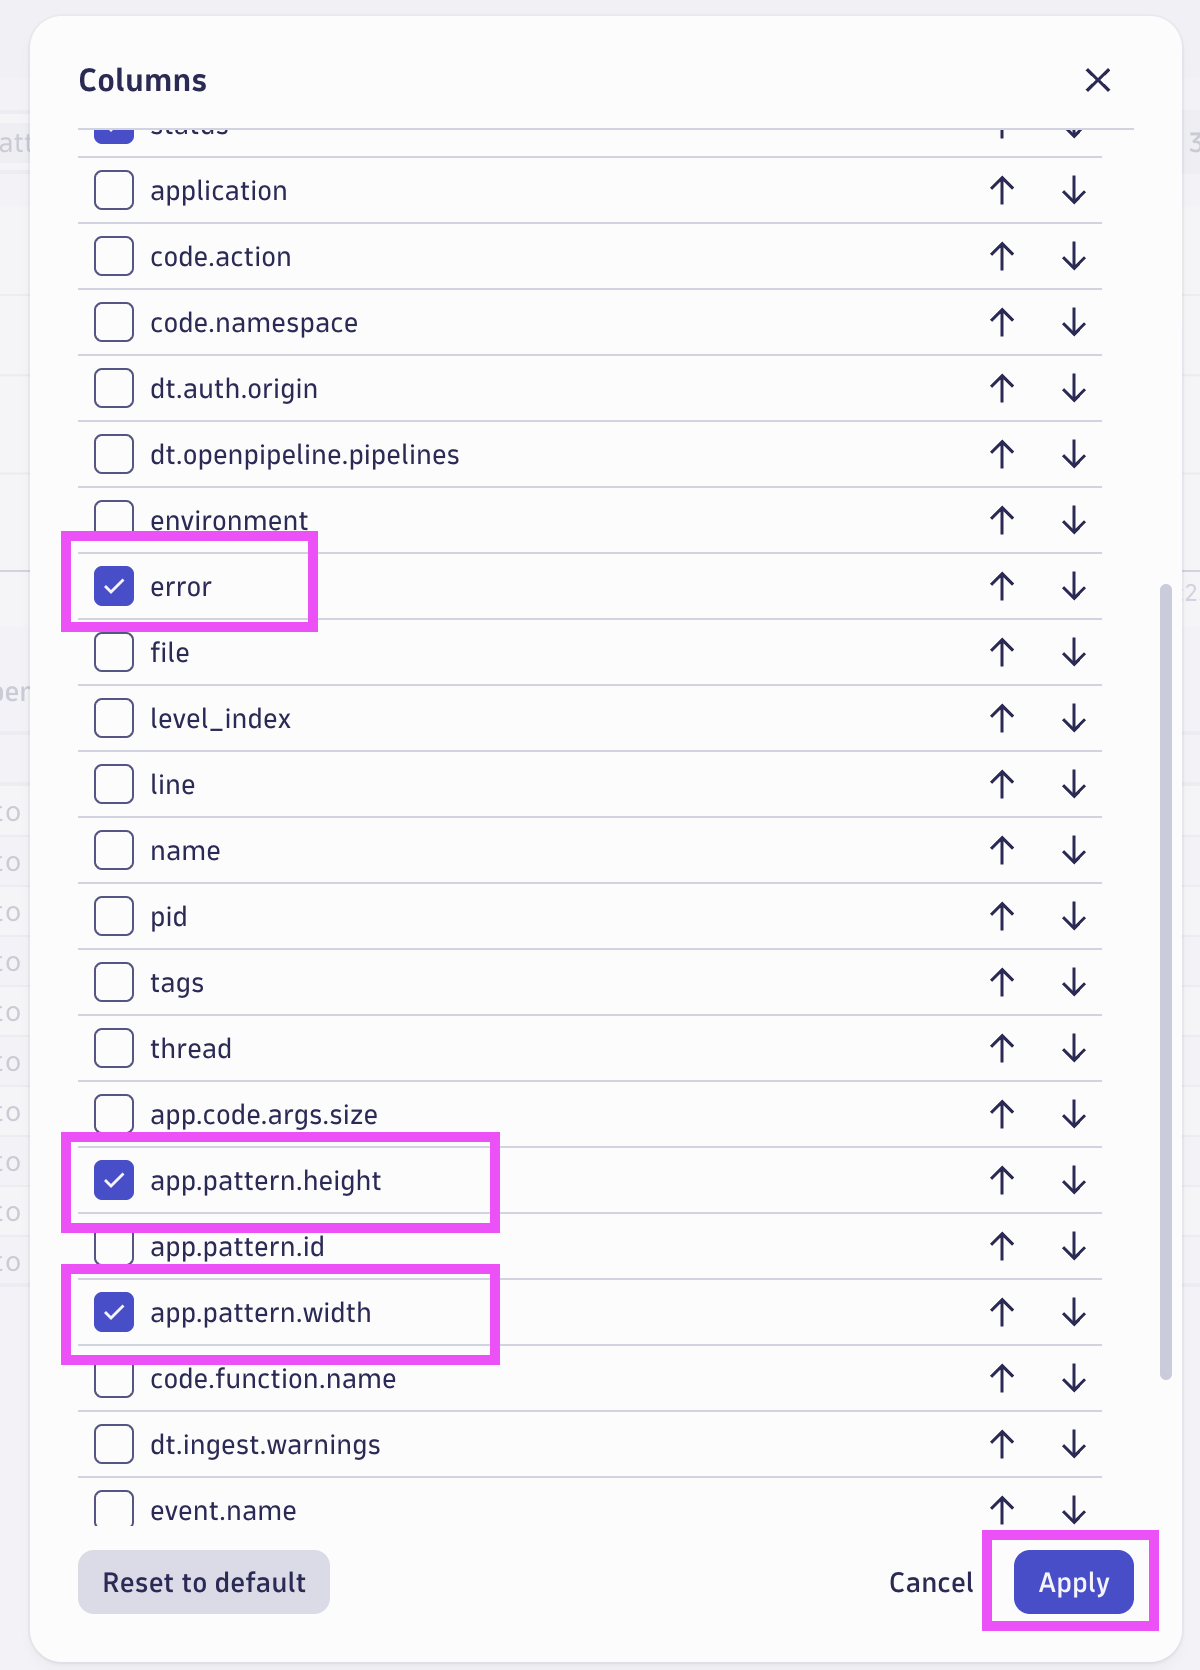 Columns
status
application
code.action
code.namespace
dt.auth.origin
dt.openpipeline.pipelines
environment
error
file
level_index
line
name
pid
tags
thread
app.code.args.size
app.pattern.height
app.pattern.id
app.pattern.width
code.function.name
dt.ingest.warnings
event.name
Reset to default Cancel Apply